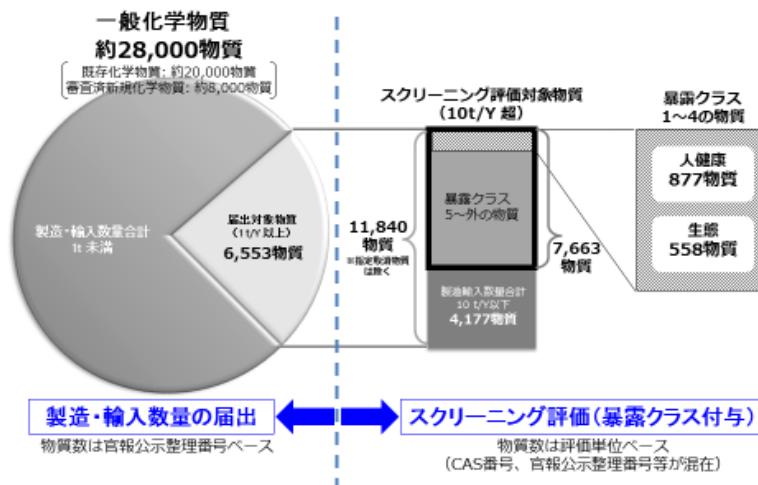 一般化学物質
約28,000物質
既存化学物質: 約20,000物質
審査済新規化学物質: 約8,000物質
製造・輸入数量合計
1t 未満
届出対象物質
(1t/Y 以上)
6,553物質
スクリーニング評価対象物質
(10t/Y 超)
暴露クラス
5～外の物質
11,840
物質
※指定取消物質
は除く
7,663
物質
製造輸入数量合計
10 t/Y以下
4,177物質
暴露クラス
1～4の物質
人健康
877物質
生態
558物質
製造・輸入数量の届出
物質数は官報公示整理番号ベース
スクリーニング評価(暴露クラス付与)
物質数は評価単位ベース
(CAS番号、官報公示整理番号等が混在)